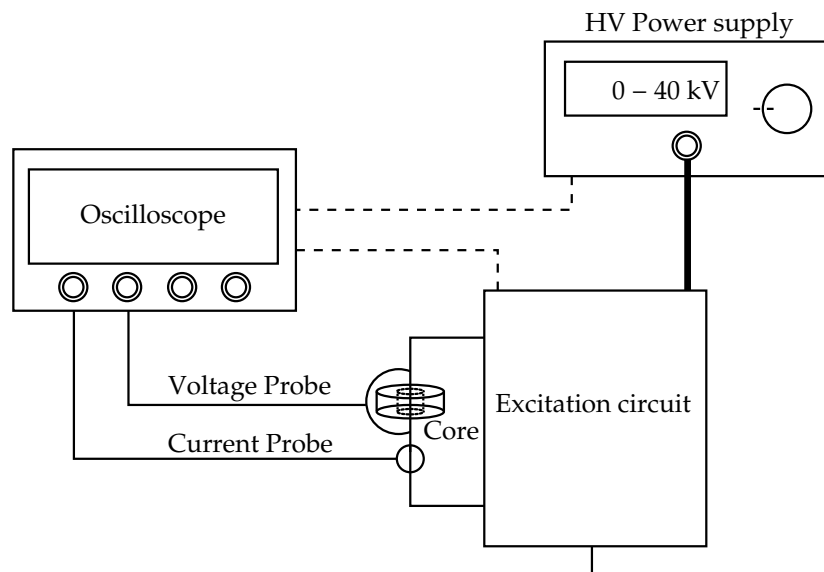 HV Power supply
0 – 40 kV
Oscilloscope
Voltage Probe
Excitation circuit
Core
Current Probe